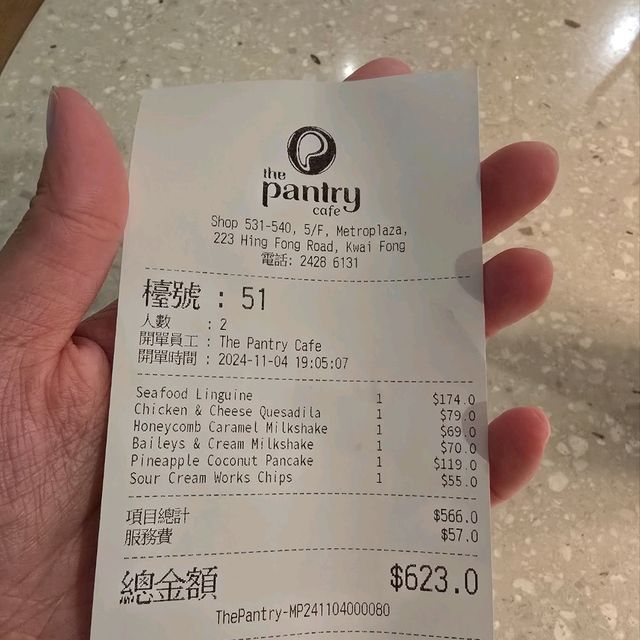 the
pantry
cafe
Shop 531-540, 5/F, Metroplaza,
223 Hing Fong Road, Kwai Fong
電話: 2428 6131
檯號 : 51
人數 : 2
開單員工 : The Pantry Cafe
開單時間 : 2024-11-04 19:05:07
Seafood Linguine 1 $174.0
Chicken & Cheese Quesadila 1 $79.0
Honeycomb Caramel Milkshake 1 $69.0
Baileys & Cream Milkshake 1 $70.0
Pineapple Coconut Pancake 1 $119.0
Sour Cream Works Chips 1 $55.0
項目總計 $566.0
服務費 $57.0
總金額 $623.0
ThePantry-MP241104000080